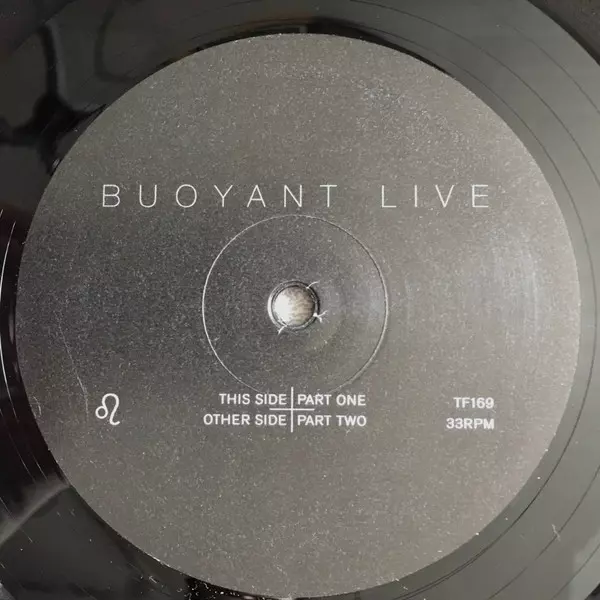 BUOYANT LIVE
THIS SIDE PART ONE
OTHER SIDE PART TWO
TF169
33RPM